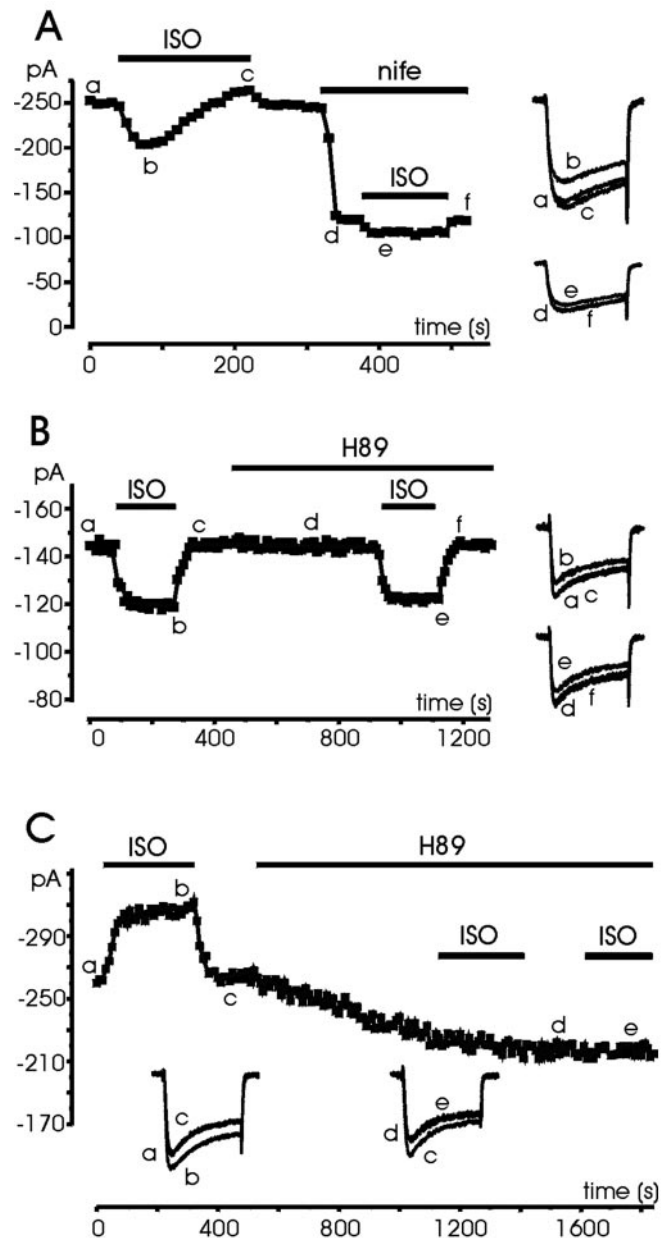 A
ISO
nife
pA
a
c
-250
-200
b
-150
ISO
f
-100
d
e
-50
0
time (s)
0 200 400
b
a
c
e
d
f
B
H89
pA
ISO
ISO
-160
a
c
d
f
-140
-120
b
e
-100
-80
time (s)
0 400 800 1200
b
a c
e
d f
C
ISO
H89
pA
b
-290
ISO
ISO
a
-250
c
d
e
-210
-170
c
a
b
e
d
c
time (s)
0 400 800 1200 1600